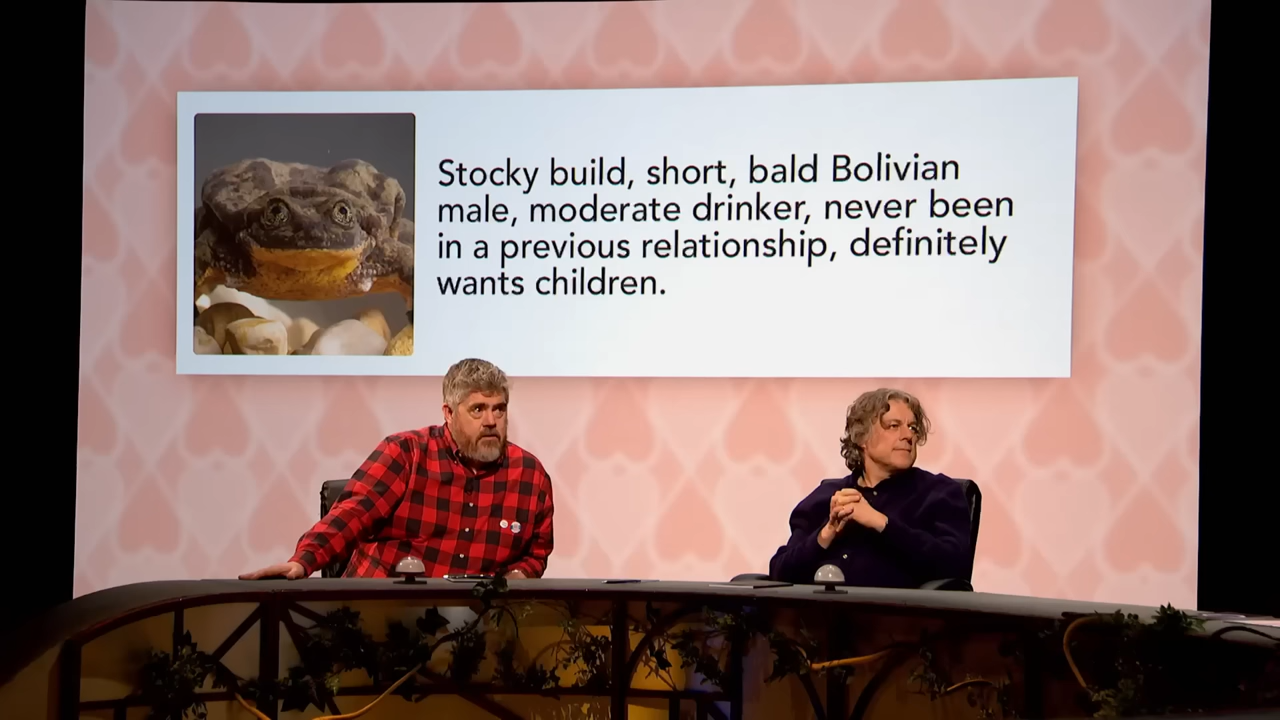 Stocky build, short, bald Bolivian
male, moderate drinker, never been
in a previous relationship, definitely
wants children.